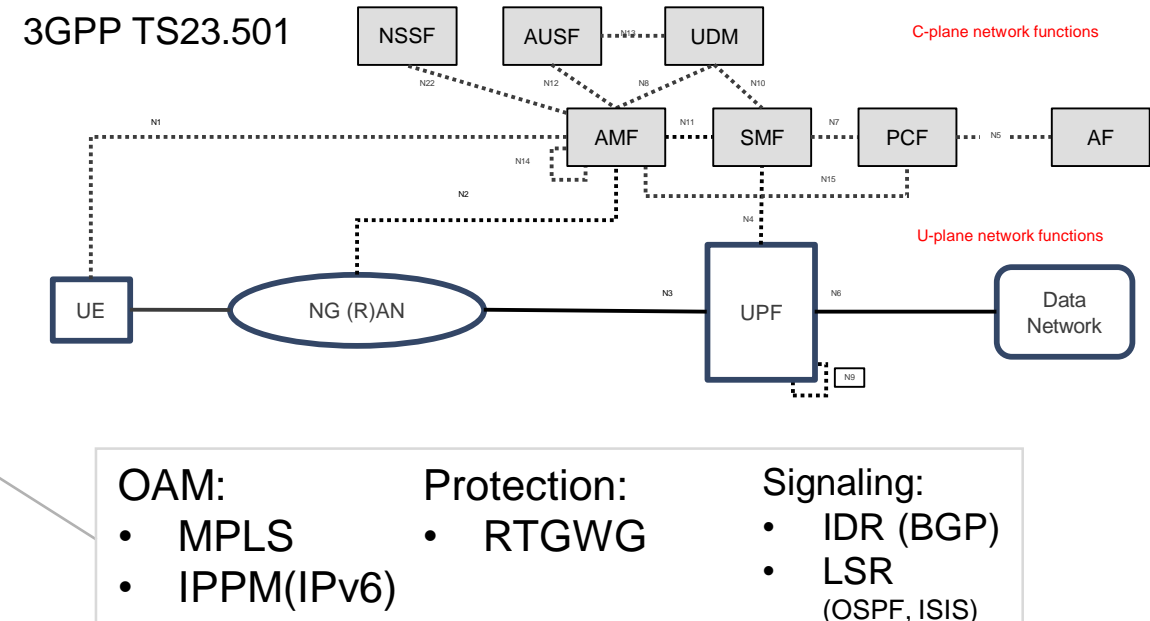 3GPP TS23.501
NSSF
AUSF
N13
UDM
C-plane network functions
N22
N12
N8
N10
N1
AMF
N11
SMF
N7
PCF
N5
AF
N14
N15
N2
N4
U-plane network functions
UE
NG (R)AN
N3
UPF
N6
Data
Network
N9
OAM:
• MPLS
• IPPM(IPv6)
Protection:
• RTGWG
Signaling:
• IDR (BGP)
• LSR
(OSPF, ISIS)